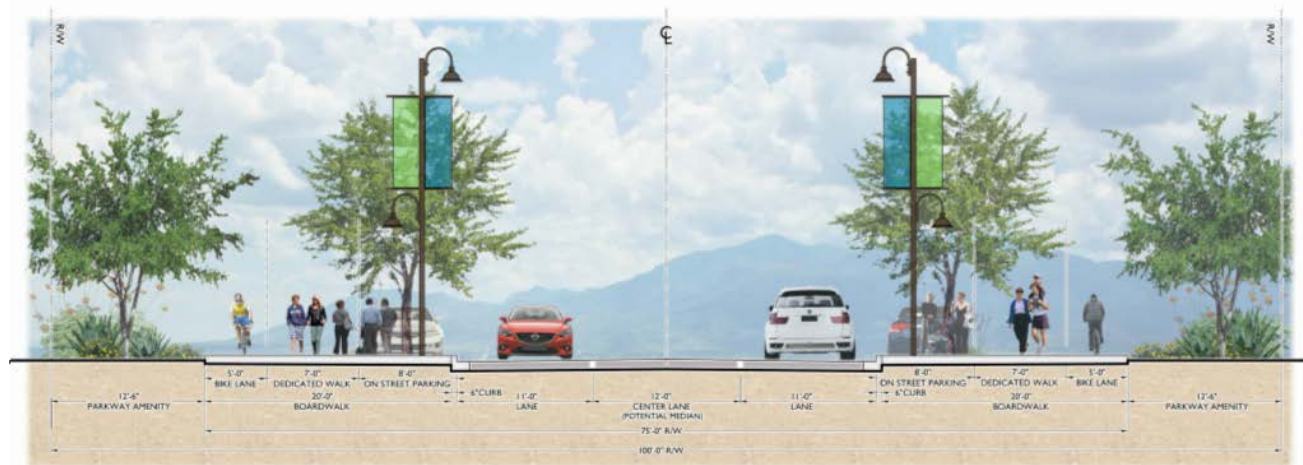 R/W
℄
R/W
5'-0"
BIKE LANE
7'-0"
DEDICATED WALK
8'-0"
ON STREET PARKING
8'-0"
ON STREET PARKING
7'-0"
DEDICATED WALK
5'-0"
BIKE LANE
12'-6"
PARKWAY AMENITY
20'-0"
BOARDWALK
6"CURB
11'-0"
LANE
12'-0"
CENTER LANE
(POTENTIAL MEDIAN)
11'-0"
LANE
6"CURB
20'-0"
BOARDWALK
12'-6"
PARKWAY AMENITY
75'-0" R/W
100'-0" R/W